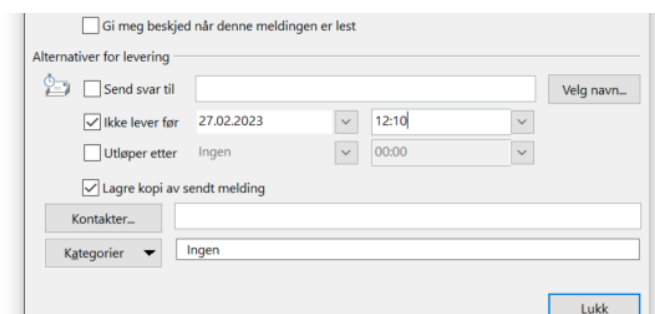 Gi meg beskjed når denne meldingen er lest
Alternativer for levering
Send svar til
Velg navn...
Ikke lever før 27.02.2023 12:10
Utløper etter Ingen 00:00
Lagre kopi av sendt melding
Kontakter...
Kategorier Ingen
Lukk